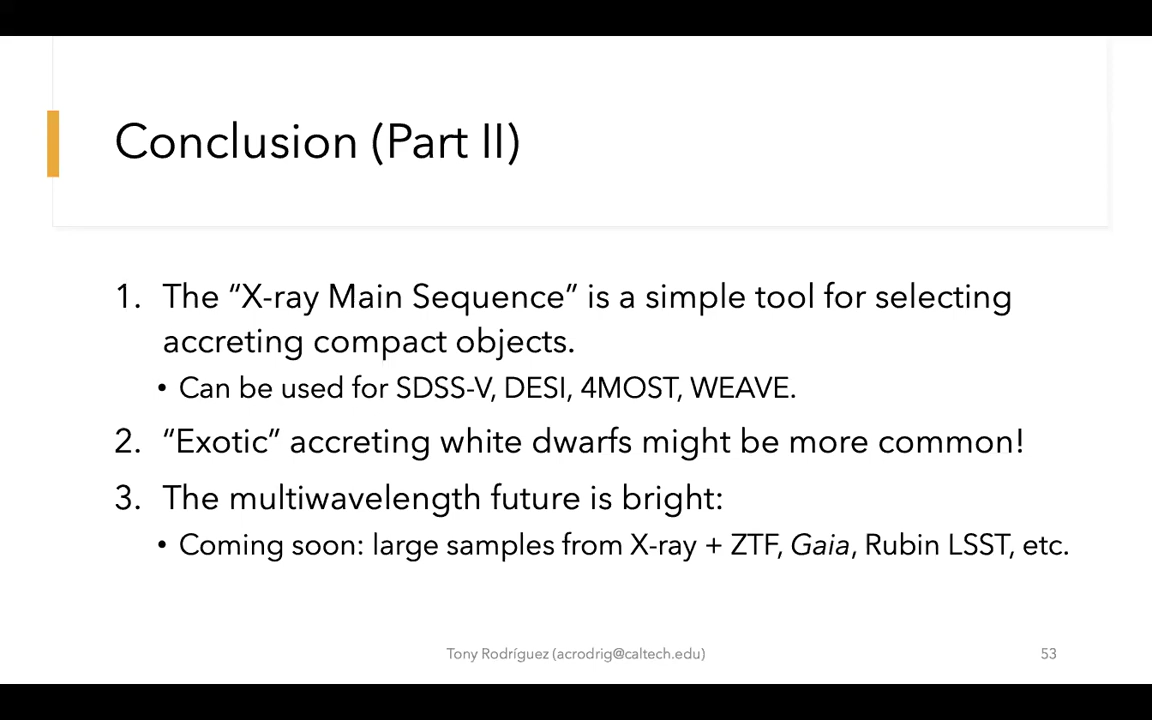 Conclusion (Part II)
1. The “X-ray Main Sequence” is a simple tool for selecting
accreting compact objects.
• Can be used for SDSS-V, DESI, 4MOST, WEAVE.
2. “Exotic” accreting white dwarfs might be more common!
3. The multiwavelength future is bright:
• Coming soon: large samples from X-ray + ZTF, Gaia, Rubin LSST, etc.
Tony Rodríguez (acrodrig@caltech.edu)
53